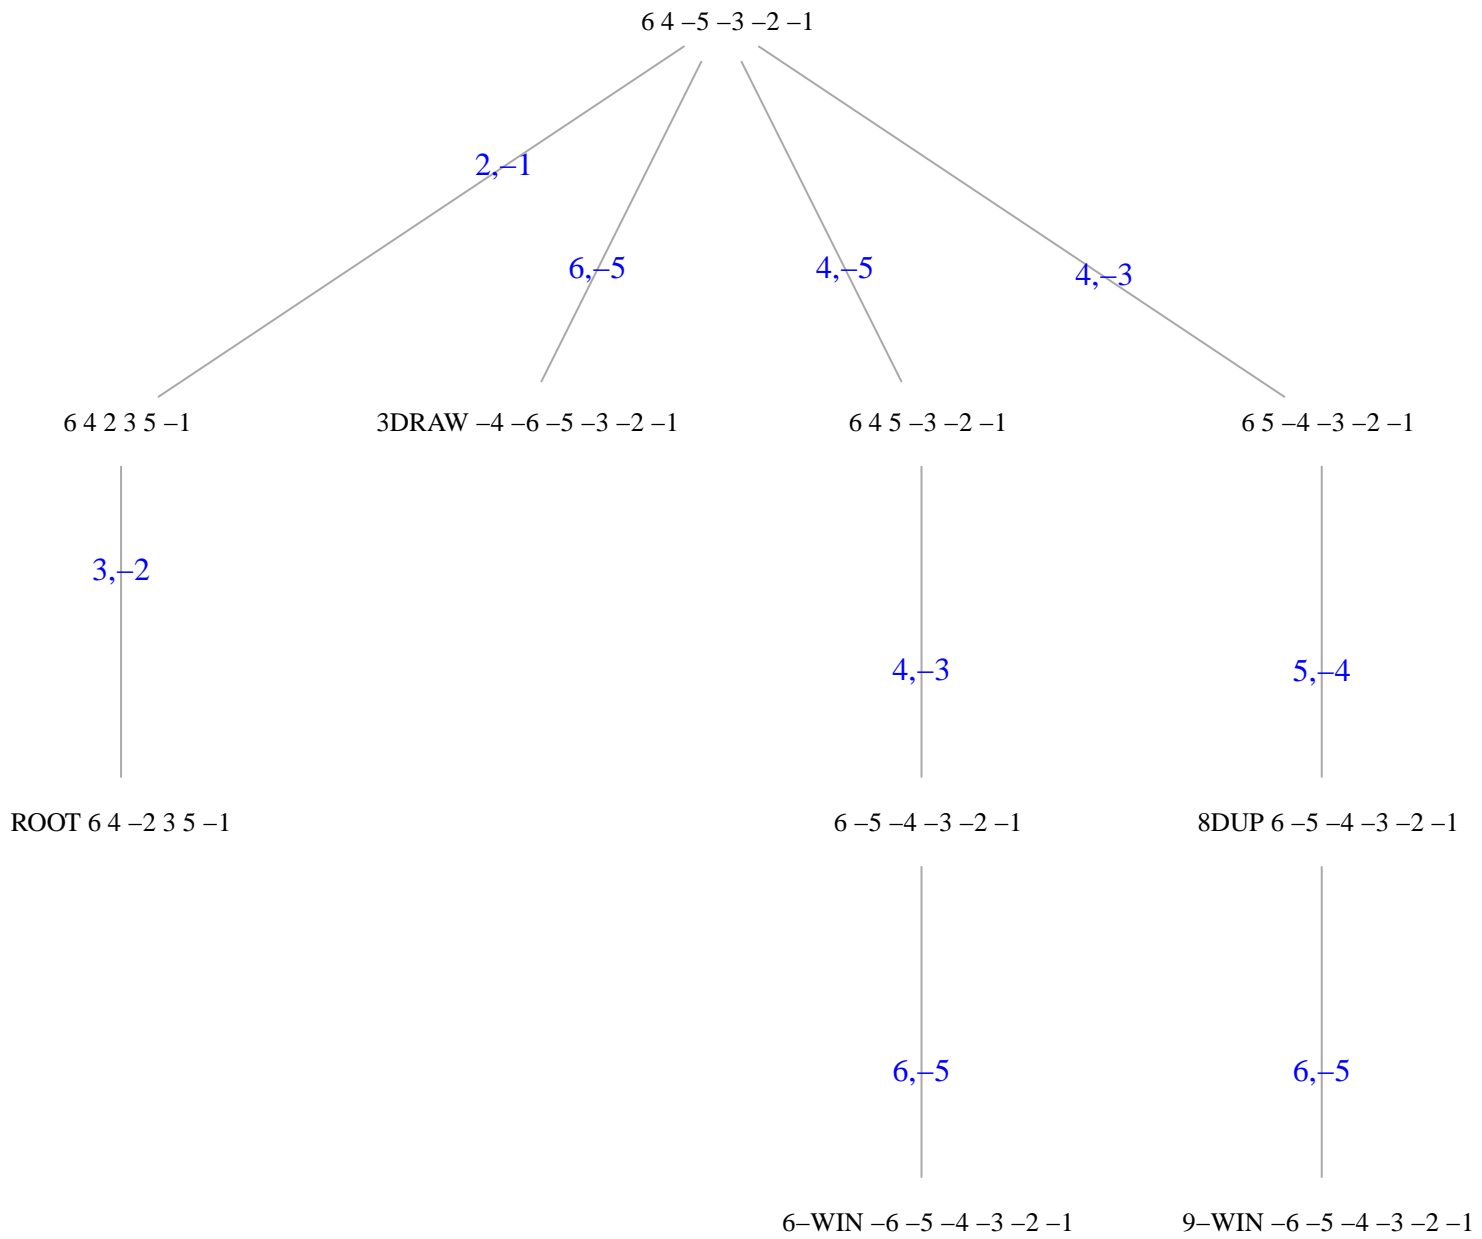 6 4 –5 –3 –2 –1
2,–1
6,–5
4,–5
4,–3
6 4 2 3 5 –1
3DRAW –4 –6 –5 –3 –2 –1
6 4 5 –3 –2 –1
6 5 –4 –3 –2 –1
3,–2
4,–3
5,–4
ROOT 6 4 –2 3 5 –1
6 –5 –4 –3 –2 –1
8DUP 6 –5 –4 –3 –2 –1
6,–5
6,–5
6–WIN –6 –5 –4 –3 –2 –1
9–WIN –6 –5 –4 –3 –2 –1